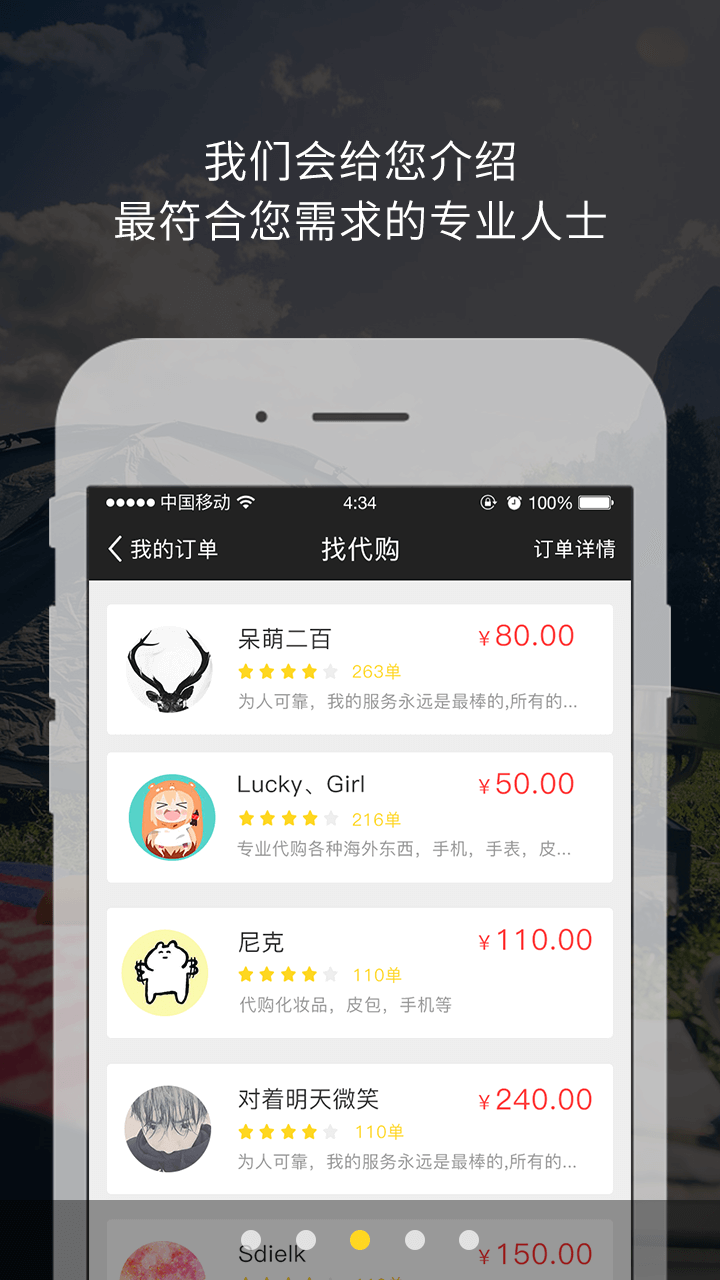 我们会给您介绍
最符合您需求的专业人士
中国移动 4:34 100%
我的订单 找代购 订单详情
呆萌二百 ¥80.00
263单
为人可靠，我的服务永远是最棒的,所有的...
Lucky、Girl ¥50.00
216单
专业代购各种海外东西，手机，手表，皮...
尼克 ¥110.00
110单
代购化妆品，皮包，手机等
对着明天微笑 ¥240.00
110单
为人可靠，我的服务永远是最棒的,所有的...
Sdielk ¥150.00